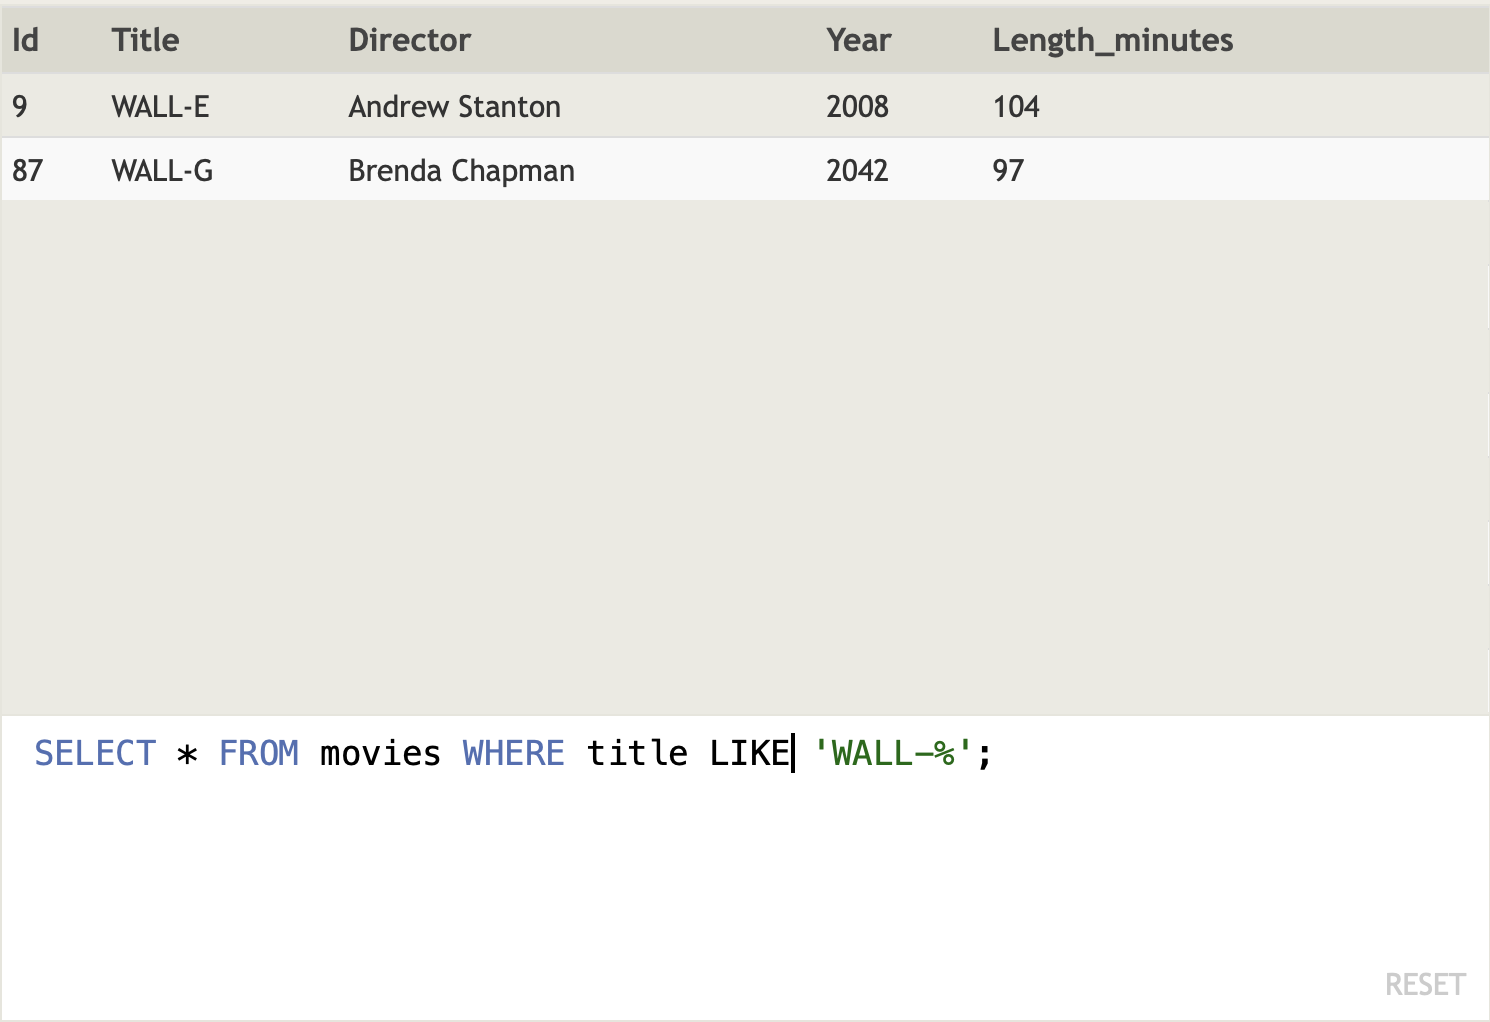 Id Title Director Year Length_minutes
9 WALL-E Andrew Stanton 2008 104
87 WALL-G Brenda Chapman 2042 97
SELECT * FROM movies WHERE title LIKE 'WALL-%';
RESET